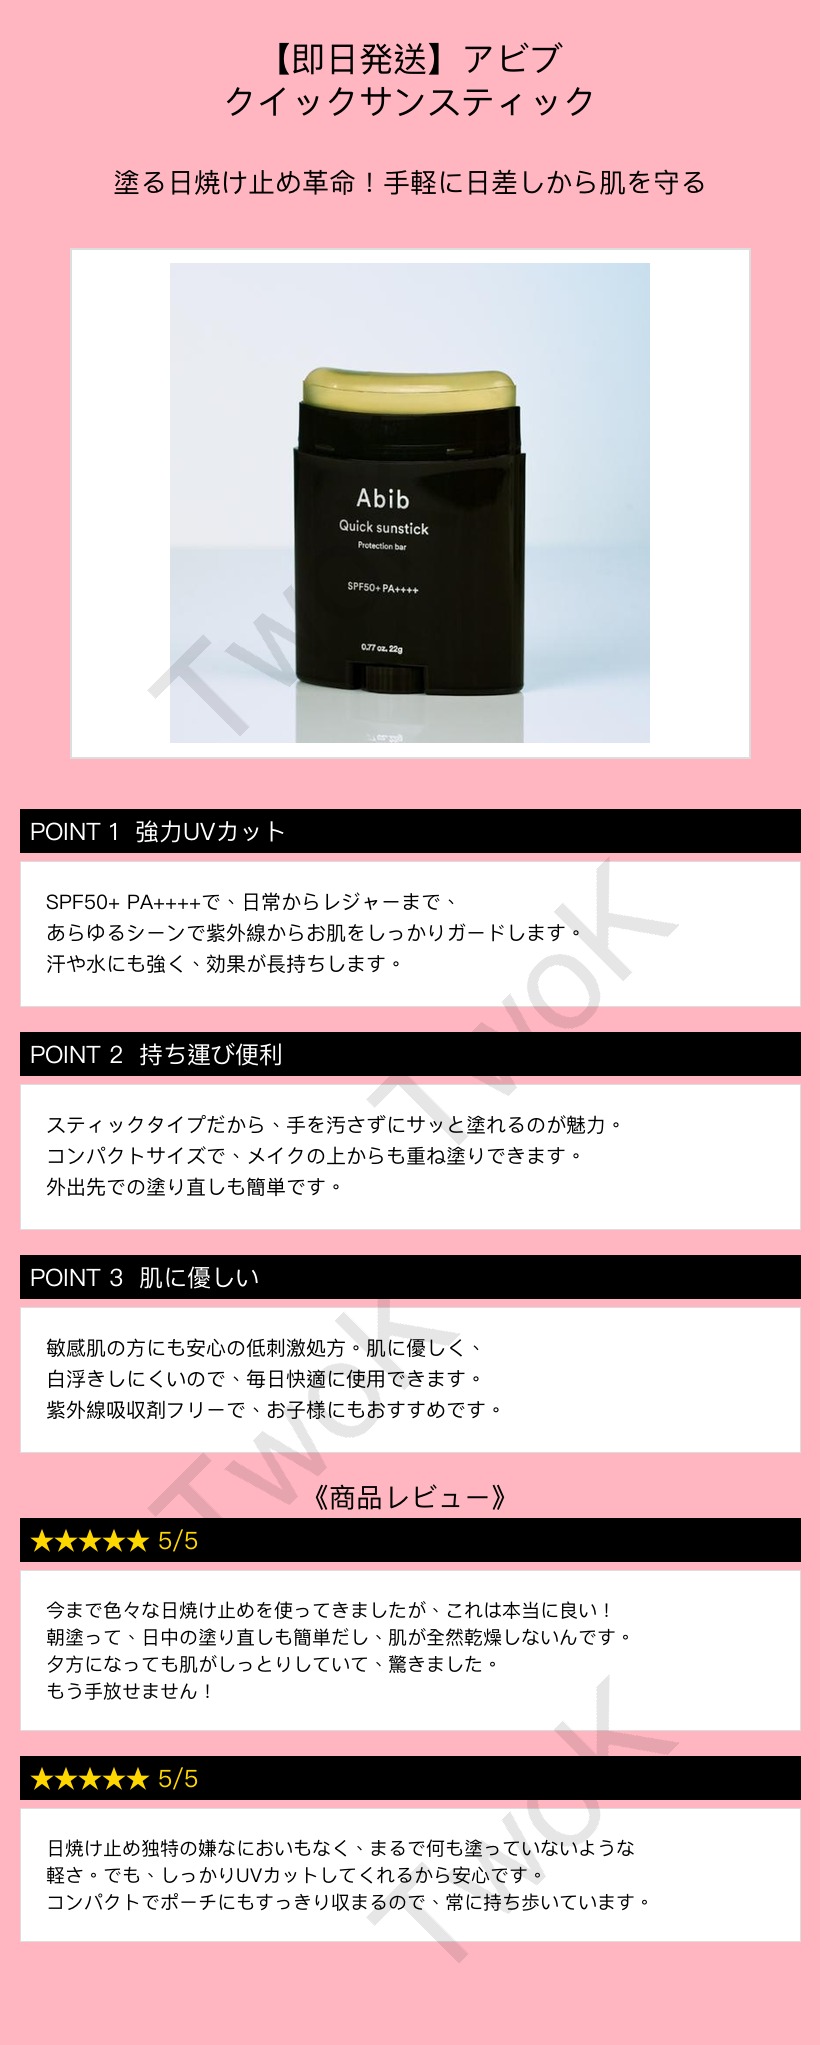 【即日発送】アビブ
クイックサンスティック
塗る日焼け止め革命！手軽に日差しから肌を守る
Abib
Quick sunstick
Protection bar
SPF50+ PA++++
0.77 oz. 22g
TwoK
POINT 1 強力UVカット
SPF50+ PA++++で、日常からレジャーまで、
あらゆるシーンで紫外線からお肌をしっかりガードします。
汗や水にも強く、効果が長持ちします。
TwoK
POINT 2 持ち運び便利
スティックタイプだから、手を汚さずにサッと塗れるのが魅力。
コンパクトサイズで、メイクの上からも重ね塗りできます。
外出先での塗り直しも簡単です。
POINT 3 肌に優しい
敏感肌の方にも安心の低刺激処方。肌に優しく、
白浮きしにくいので、毎日快適に使用できます。
紫外線吸収剤フリーで、お子様にもおすすめです。
TwoK
《商品レビュー》
★★★★★ 5/5
今まで色々な日焼け止めを使ってきましたが、これは本当に良い！
朝塗って、日中の塗り直しも簡単だし、肌が全然乾燥しないんです。
夕方になっても肌がしっとりしていて、驚きました。
もう手放せません！
★★★★★ 5/5
日焼け止め独特の嫌なにおいもなく、まるで何も塗っていないような
軽さ。でも、しっかりUVカットしてくれるから安心です。
コンパクトでポーチにもすっきり収まるので、常に持ち歩いています。
TwoK